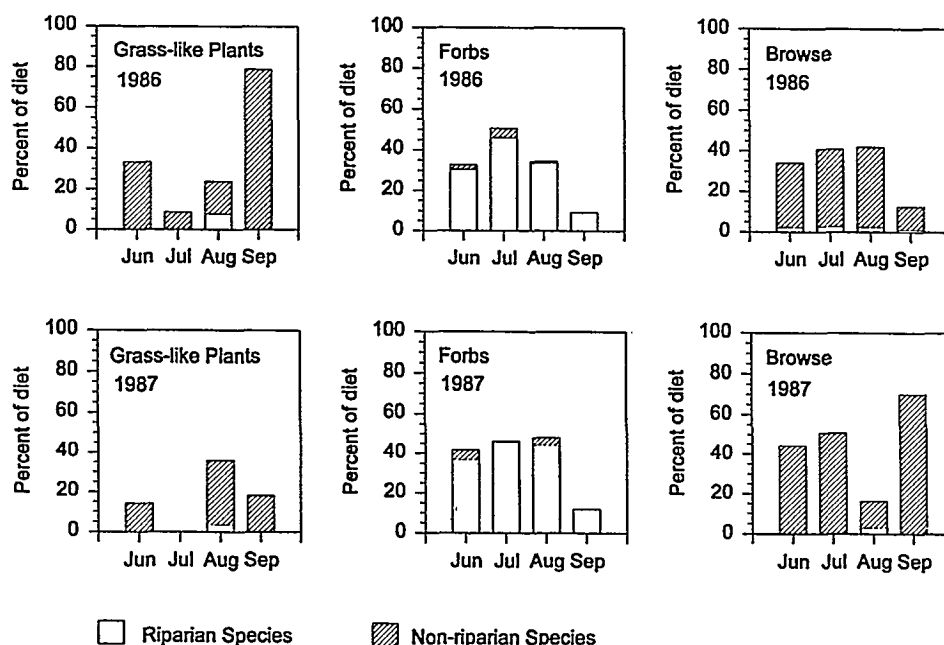 Percent of diet
100
80
60
40
20
0
Grass-like Plants
1986
Jun Jul Aug Sep
Percent of diet
100
80
60
40
20
0
Forbs
1986
Jun Jul Aug Sep
Percent of diet
100
80
60
40
20
0
Browse
1986
Jun Jul Aug Sep
Percent of diet
100
80
60
40
20
0
Grass-like Plants
1987
Jun Jul Aug Sep
Percent of diet
100
80
60
40
20
0
Forbs
1987
Jun Jul Aug Sep
Percent of diet
100
80
60
40
20
0
Browse
1987
Jun Jul Aug Sep
Riparian Species
Non-riparian Species